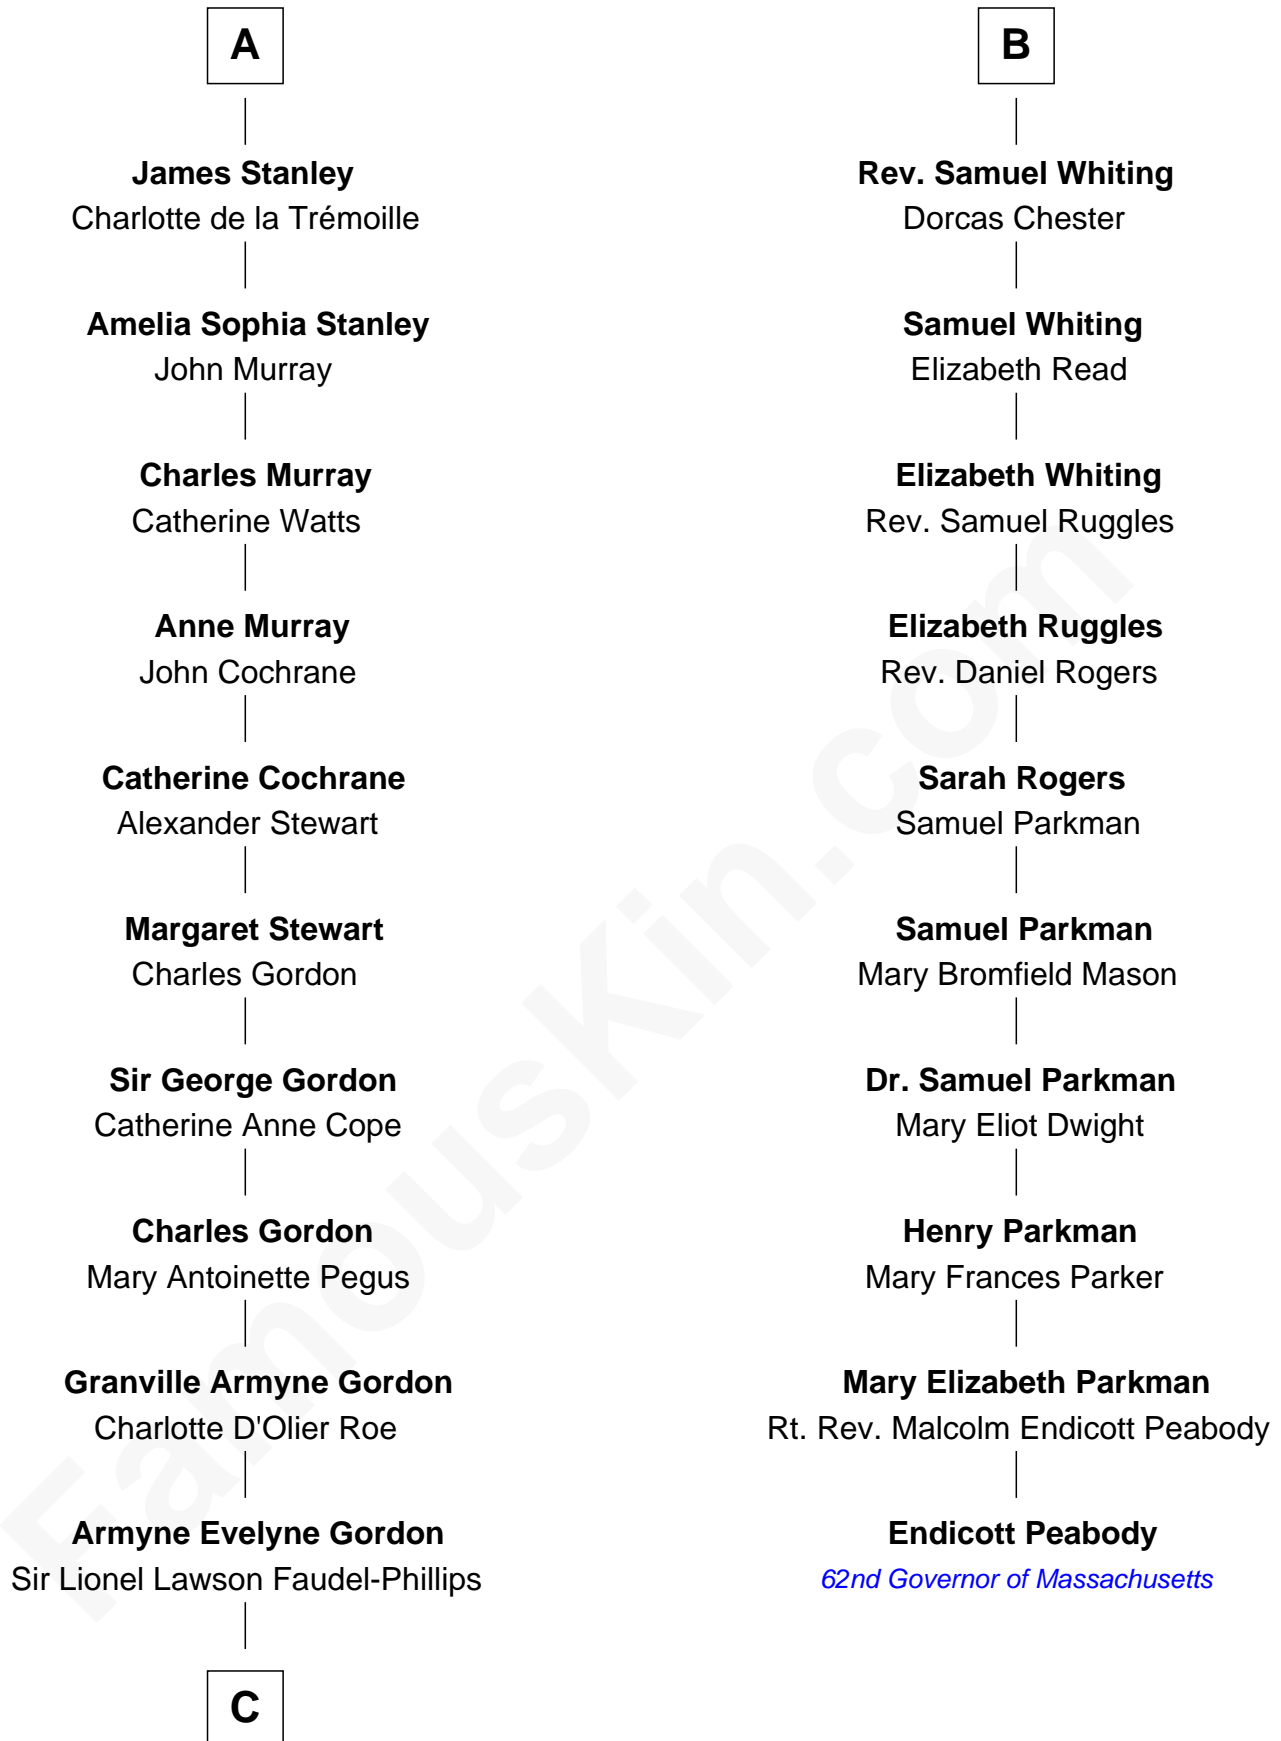 A
James Stanley
Charlotte de la Trémoille
Amelia Sophia Stanley
John Murray
Charles Murray
Catherine Watts
Anne Murray
John Cochrane
Catherine Cochrane
Alexander Stewart
Margaret Stewart
Charles Gordon
Sir George Gordon
Catherine Anne Cope
Charles Gordon
Mary Antoinette Pegus
Granville Armyne Gordon
Charlotte D'Olier Roe
Armyne Evelyne Gordon
Sir Lionel Lawson Faudel-Phillips
C
B
Rev. Samuel Whiting
Dorcas Chester
Samuel Whiting
Elizabeth Read
Elizabeth Whiting
Rev. Samuel Ruggles
Elizabeth Ruggles
Rev. Daniel Rogers
Sarah Rogers
Samuel Parkman
Samuel Parkman
Mary Bromfield Mason
Dr. Samuel Parkman
Mary Eliot Dwight
Henry Parkman
Mary Frances Parker
Mary Elizabeth Parkman
Rt. Rev. Malcolm Endicott Peabody
Endicott Peabody
62nd Governor of Massachusetts
FamousKin.com